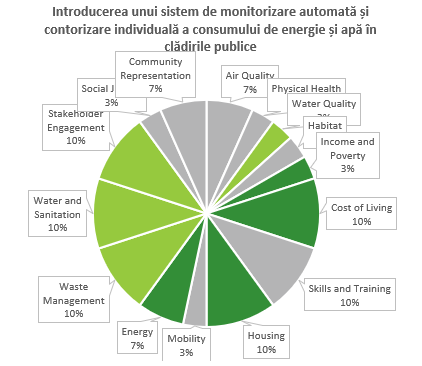 Introducerea unui sistem de monitorizare automată și
contorizare individuală a consumului de energie și apă în
clădirile publice
Community
Representation
7%
Air Quality
7%
Physical Health
Water Quality
Habitat
Income and
Poverty
3%
Cost of Living
10%
Skills and Training
10%
Housing
10%
Mobility
3%
Energy
7%
Waste
Management
10%
Water and
Sanitation
10%
Stakeholder
Engagement
10%
Social
3%